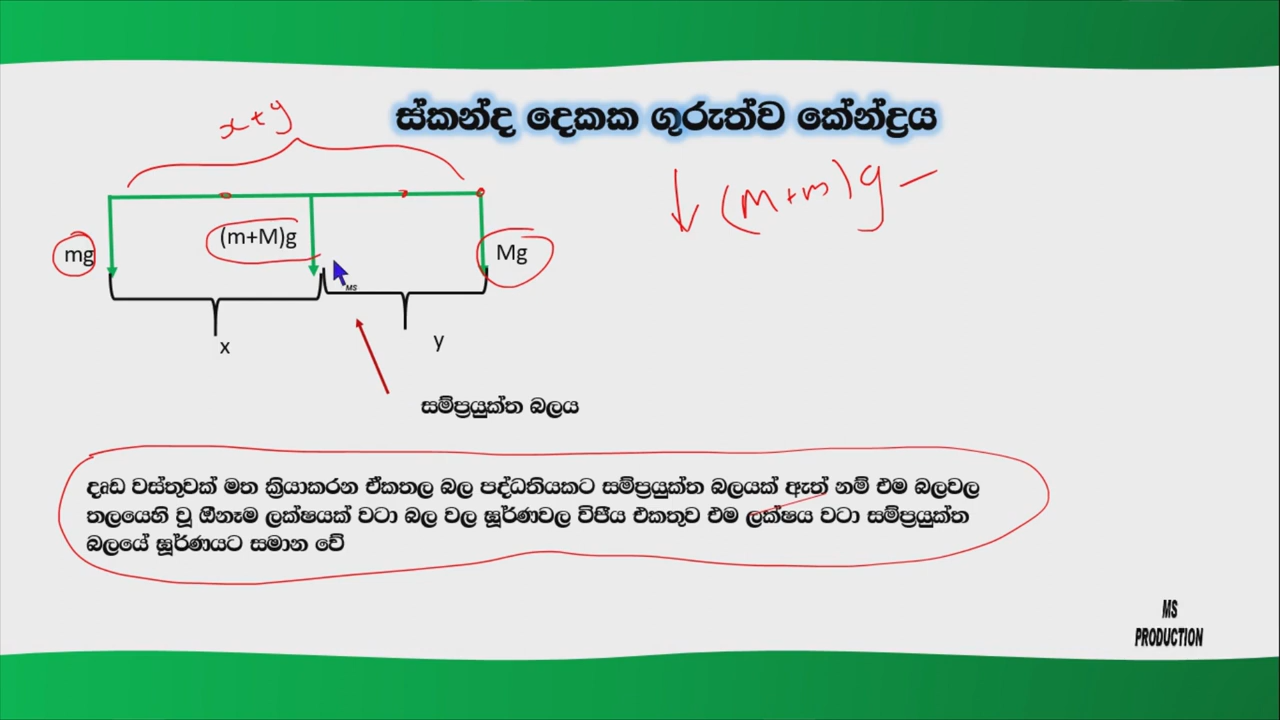 ස්කන්ද දෙකක ගුරුත්ව කේන්ද්‍රය
x+y
↓ (M+m)g –
mg
(m+M)g
Mg
MS
x
y
සම්ප්‍රයුක්ත බලය
දෘඩ වස්තුවක් මත ක්‍රියාකරන ඒකතල බල පද්ධතියකට සම්ප්‍රයුක්ත බලයක් ඇත් නම් එම බලවල
තලයෙහි වූ ඕනෑම ලක්ෂයක් වටා බල වල ඝූර්ණවල විජීය එකතුව එම ලක්ෂය වටා සම්ප්‍රයුක්ත
බලයේ ඝූර්ණයට සමාන වේ
MS
PRODUCTION